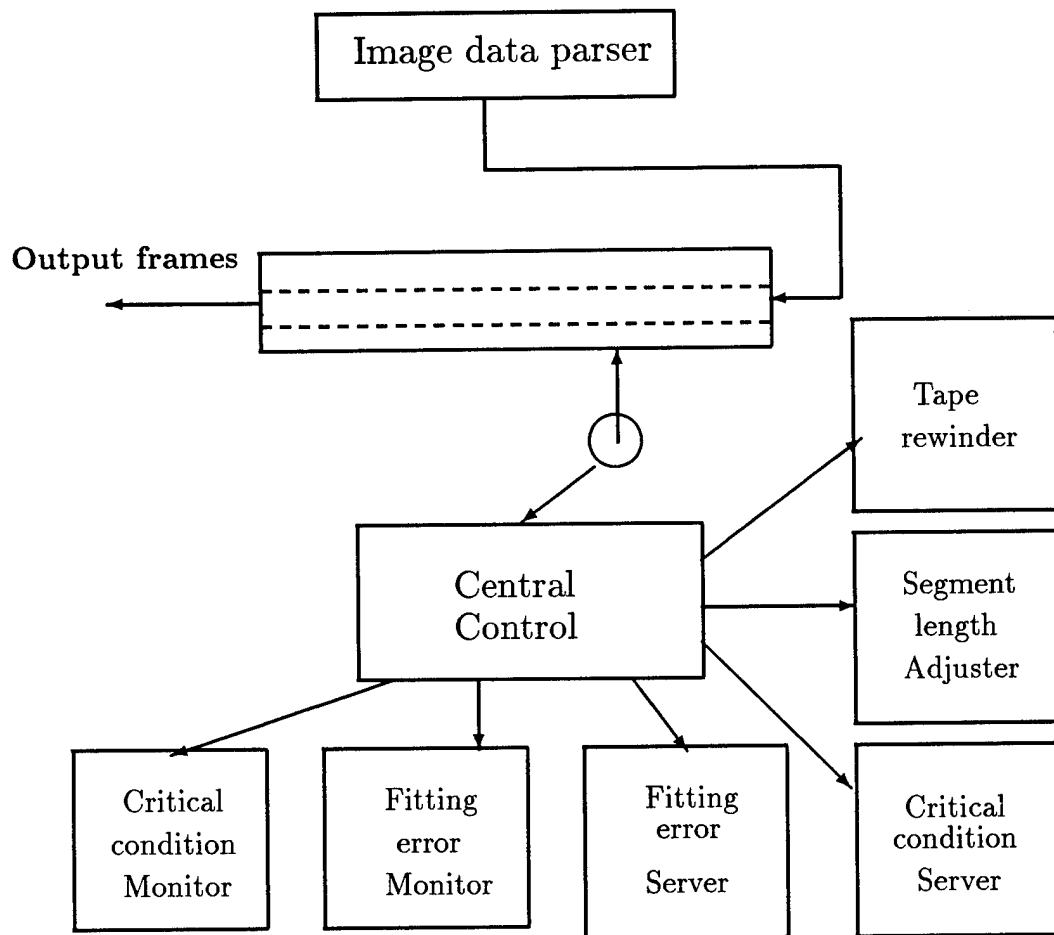 Image data parser
Output frames
Tape
rewinder
Central
Control
Segment
length
Adjuster
Critical
condition
Monitor
Fitting
error
Monitor
Fitting
error
Server
Critical
condition
Server